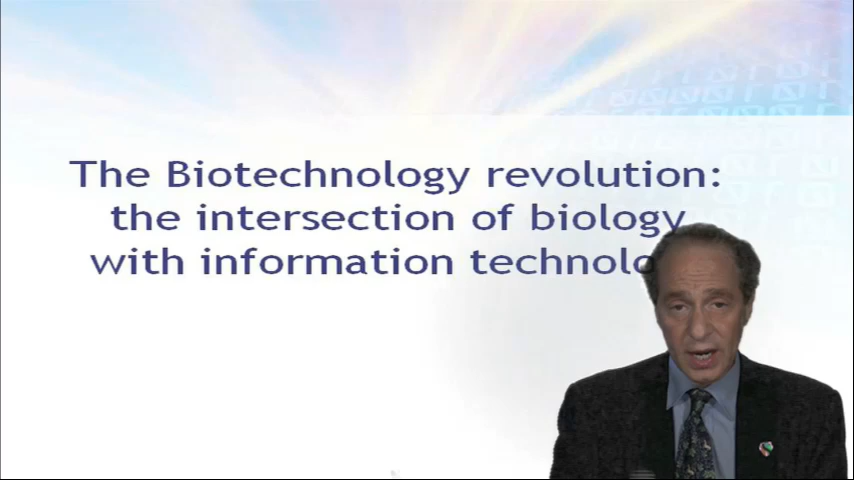 The Biotechnology revolution:
the intersection of biology
with information technolo